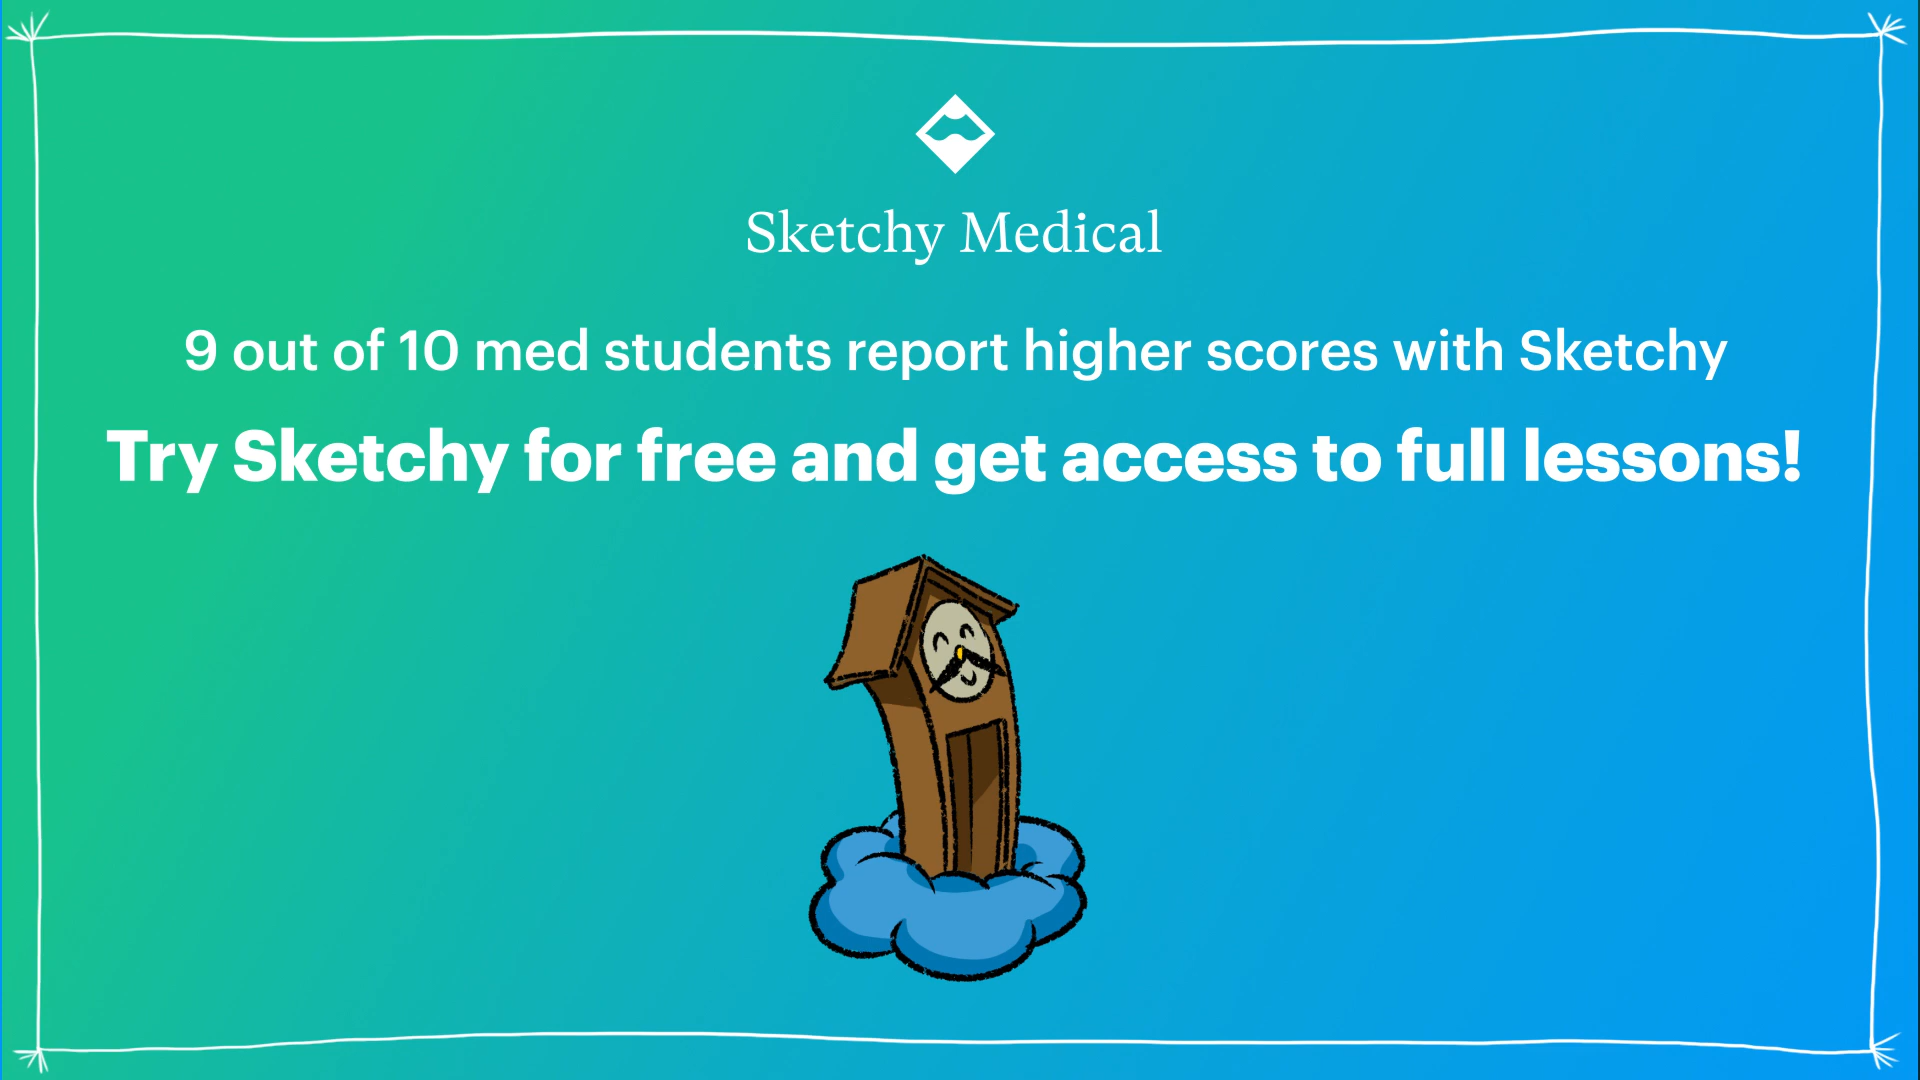 Sketchy Medical
9 out of 10 med students report higher scores with Sketchy
Try Sketchy for free and get access to full lessons!